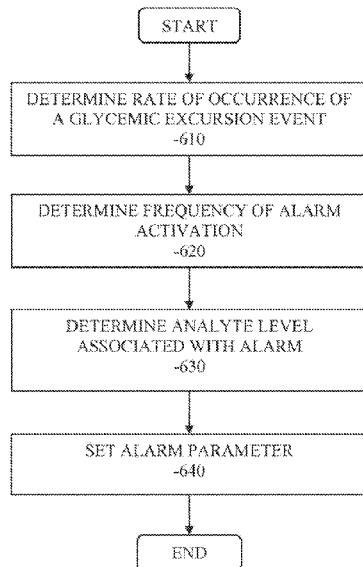 START
DETERMINE RATE OF OCCURRENCE OF
A GLYCEMIC EXCURSION EVENT
-610
DETERMINE FREQUENCY OF ALARM
ACTIVATION
-620
DETERMINE ANALYTE LEVEL
ASSOCIATED WITH ALARM
-630
SET ALARM PARAMETER
-640
END